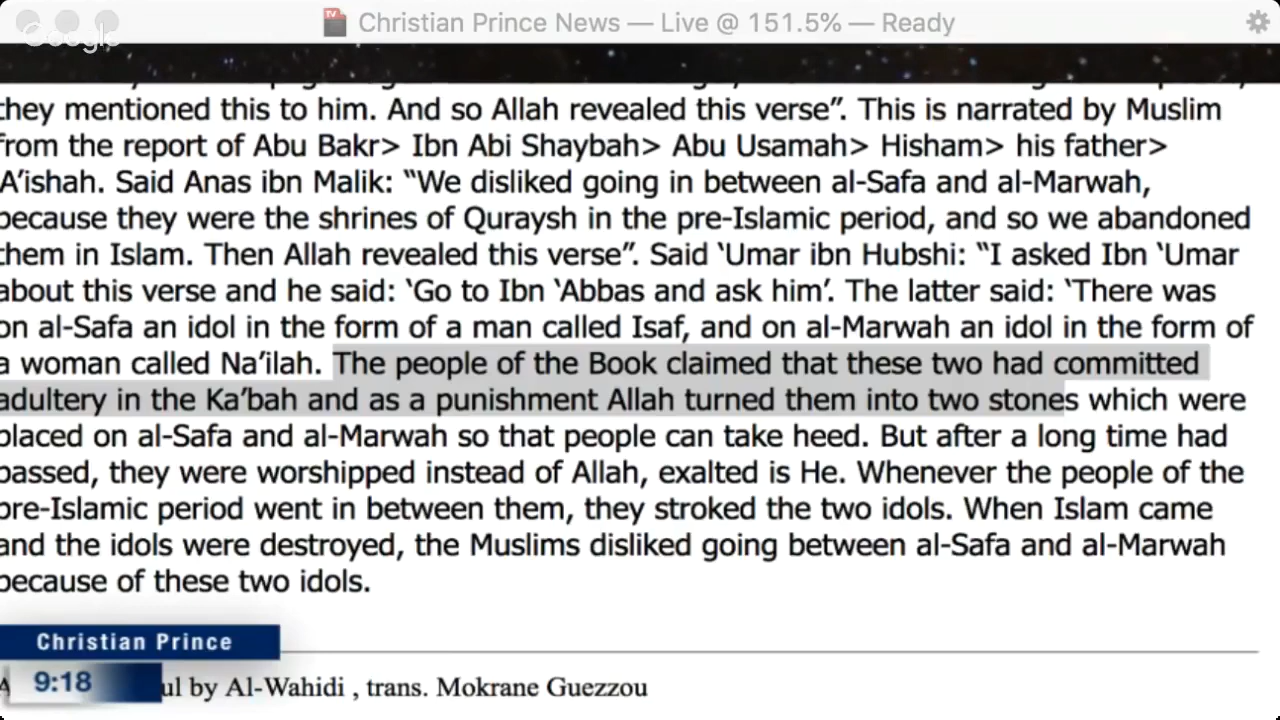 Christian Prince News — Live @ 151.5% — Ready
Google
they mentioned this to him. And so Allah revealed this verse”. This is narrated by Muslim
from the report of Abu Bakr> Ibn Abi Shaybah> Abu Usamah> Hisham> his father>
A’ishah. Said Anas ibn Malik: “We disliked going in between al-Safa and al-Marwah,
because they were the shrines of Quraysh in the pre-Islamic period, and so we abandoned
them in Islam. Then Allah revealed this verse”. Said ‘Umar ibn Hubshi: “I asked Ibn ‘Umar
about this verse and he said: ‘Go to Ibn ‘Abbas and ask him’. The latter said: ‘There was
on al-Safa an idol in the form of a man called Isaf, and on al-Marwah an idol in the form of
a woman called Na’ilah. The people of the Book claimed that these two had committed
adultery in the Ka’bah and as a punishment Allah turned them into two stones which were
placed on al-Safa and al-Marwah so that people can take heed. But after a long time had
passed, they were worshipped instead of Allah, exalted is He. Whenever the people of the
pre-Islamic period went in between them, they stroked the two idols. When Islam came
and the idols were destroyed, the Muslims disliked going between al-Safa and al-Marwah
because of these two idols.
Christian Prince
9:18
ul by Al-Wahidi , trans. Mokrane Guezzou